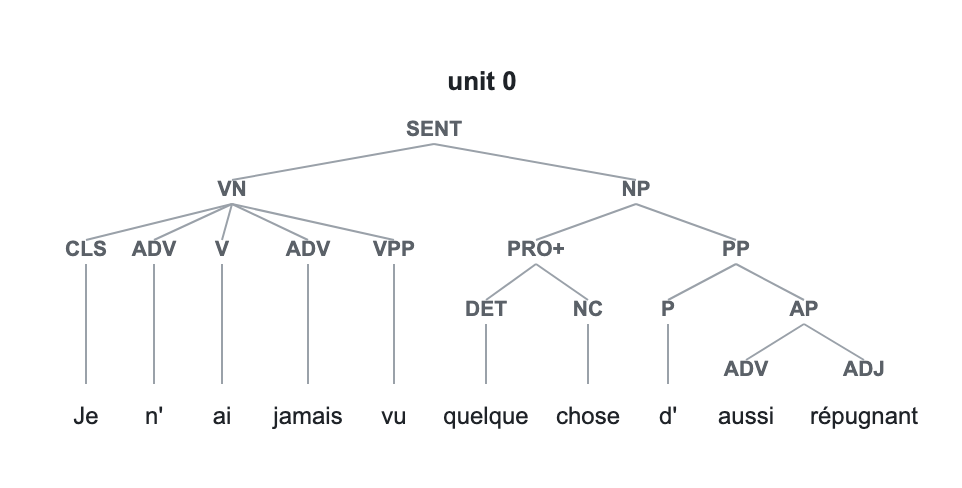 unit 0
SENT
VN NP
CLS ADV V ADV VPP PRO+ PP
DET NC P AP
ADV ADJ
Je n' ai jamais vu quelque chose d' aussi répugnant